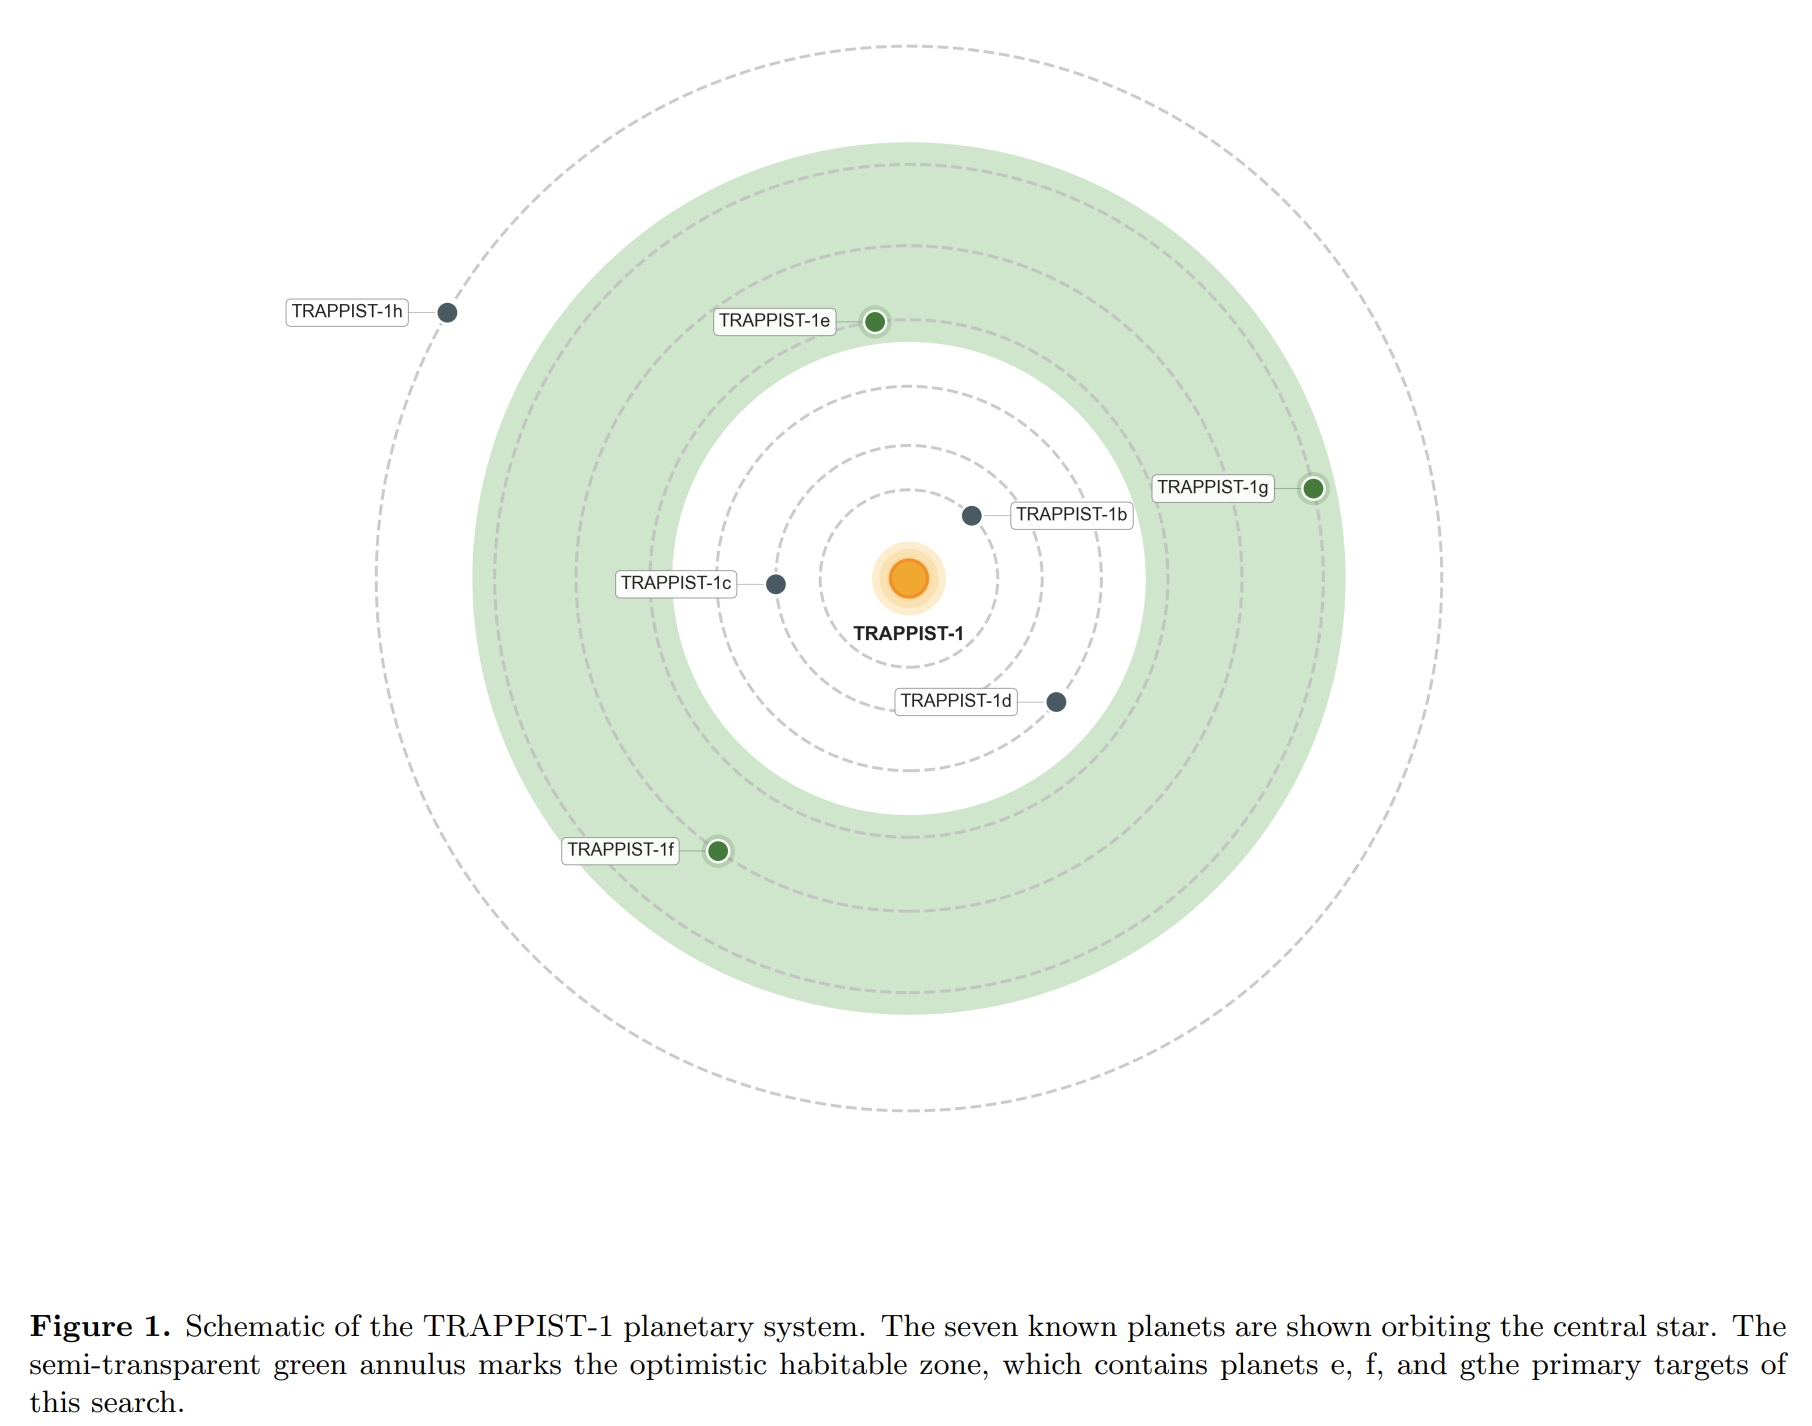 TRAPPIST-1h
TRAPPIST-1e
TRAPPIST-1g
TRAPPIST-1b
TRAPPIST-1c
TRAPPIST-1
TRAPPIST-1d
TRAPPIST-1f
Figure 1. Schematic of the TRAPPIST-1 planetary system. The seven known planets are shown orbiting the central star. The
semi-transparent green annulus marks the optimistic habitable zone, which contains planets e, f, and gthe primary targets of
this search.